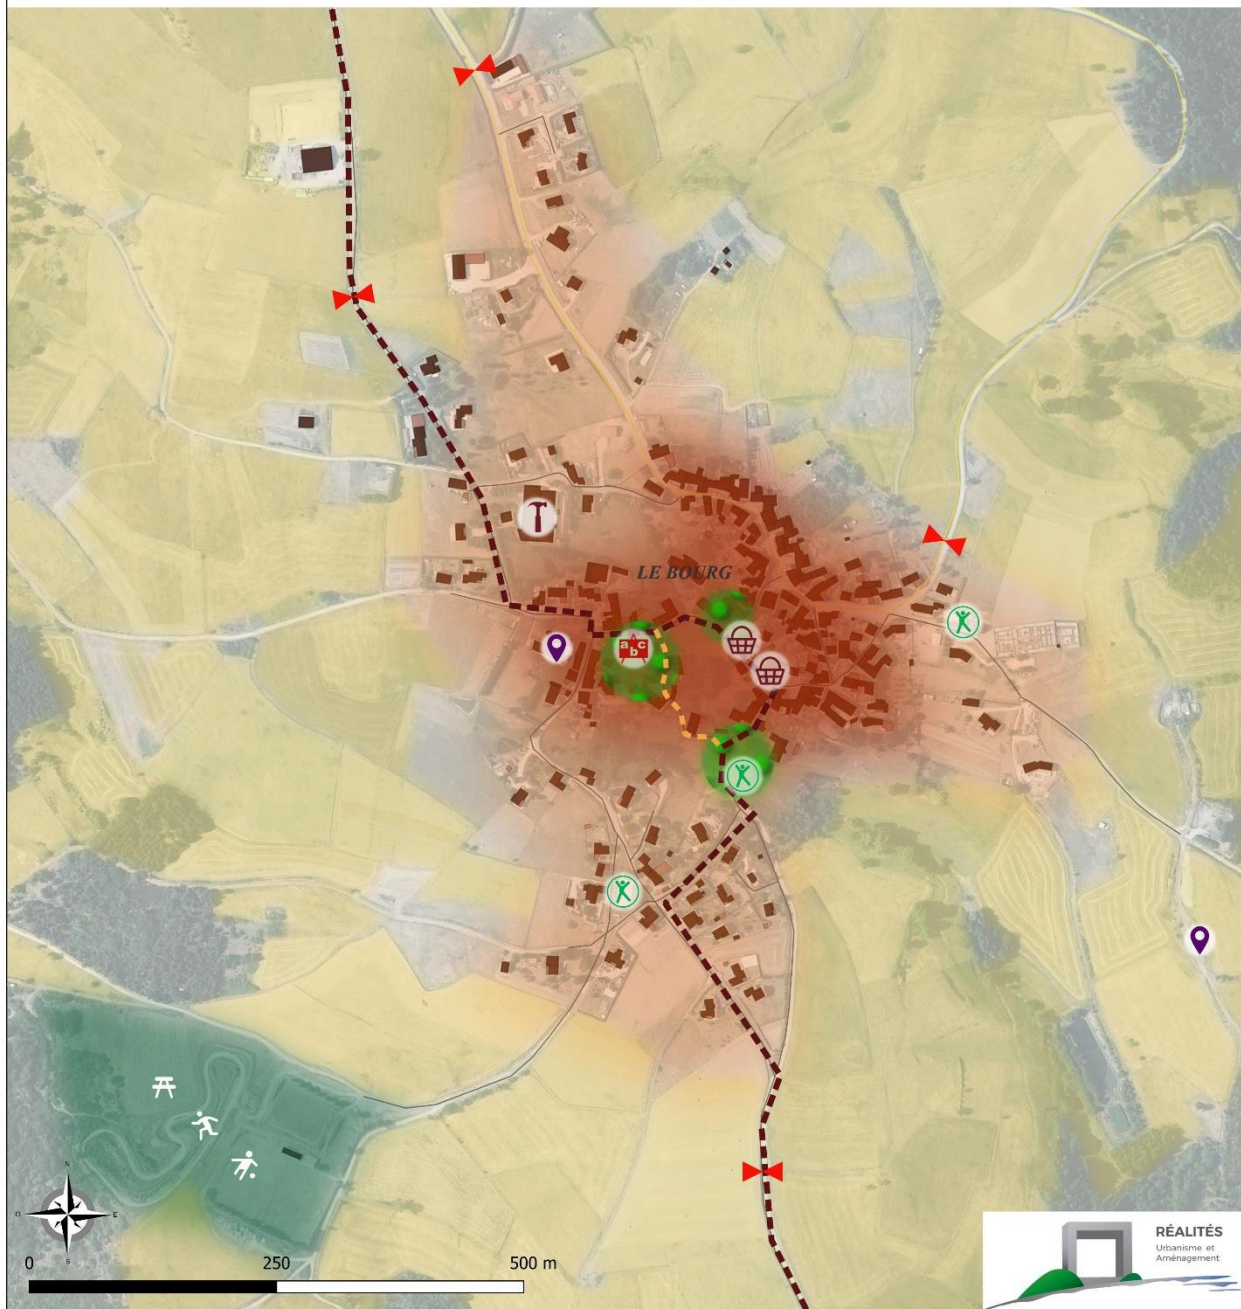 LE BOURG
a c
b
N
O
E
S
0 250 500 m
RÉALITÉS
Urbanisme et
Aménagement